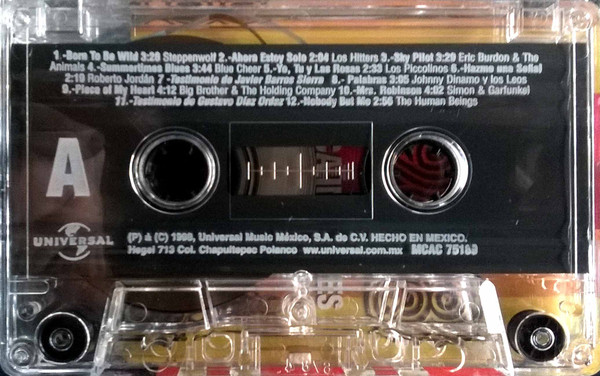 1.-Born To Be Wild 3:28 Steppenwolf 2.-Ahora Estoy Solo 2:04 Los Hitters 3.-Sky Pilot 3:29 Eric Burdon & The
Animals 4.-Summertime Blues 3:44 Blue Cheer 5.-Yo, Tu y Las Rosas 2:33 Los Piccolinos 6.-Hazme una Señal
2:19 Roberto Jordán 7.-Testimonio de Javier Barros Sierra 8.- Palabras 3:05 Johnny Dinamo y los Leos
9.-Piece of My Heart 4:12 Big Brother & The Holding Company 10.-Mrs. Robinson 4:02 Simon & Garfunkel
11.-Testimonio de Gustavo Díaz Ordaz 12.-Nobody But Me 2:56 The Human Beings
A
UNIVERSAL
(P) & (C) 1998, Universal Music México, S.A. de C.V. HECHO EN MEXICO.
Hegel 713 Col. Chapultepec Polanco www.universal.com.mx MCAC 75169